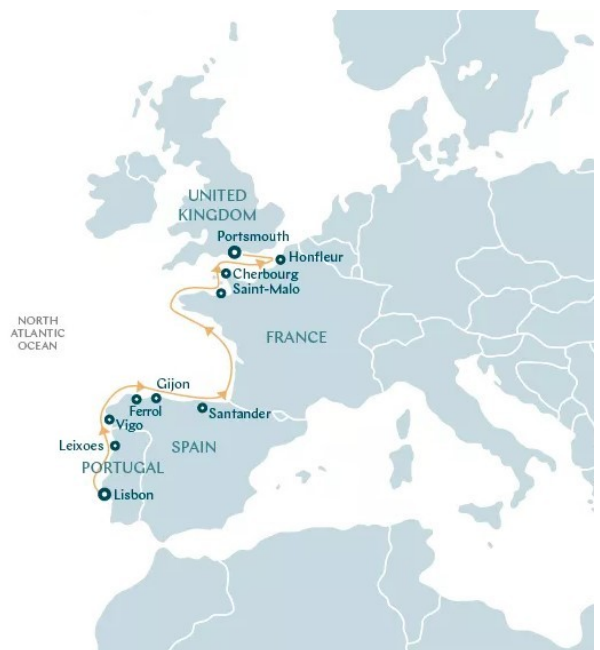 UNITED
KINGDOM
Portsmouth
Honfleur
Cherbourg
Saint-Malo
NORTH
ATLANTIC
OCEAN
FRANCE
Gijon
Ferrol
Santander
Vigo
Leixoes
SPAIN
PORTUGAL
Lisbon